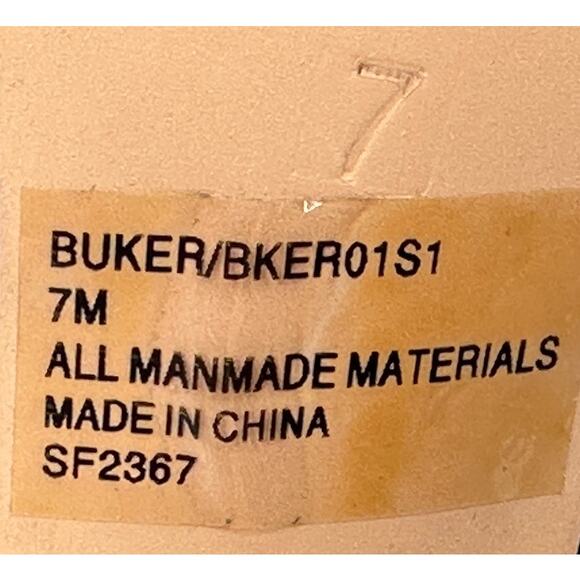 7
BUKER/BKER01S1
7M
ALL MANMADE MATERIALS
MADE IN CHINA
SF2367